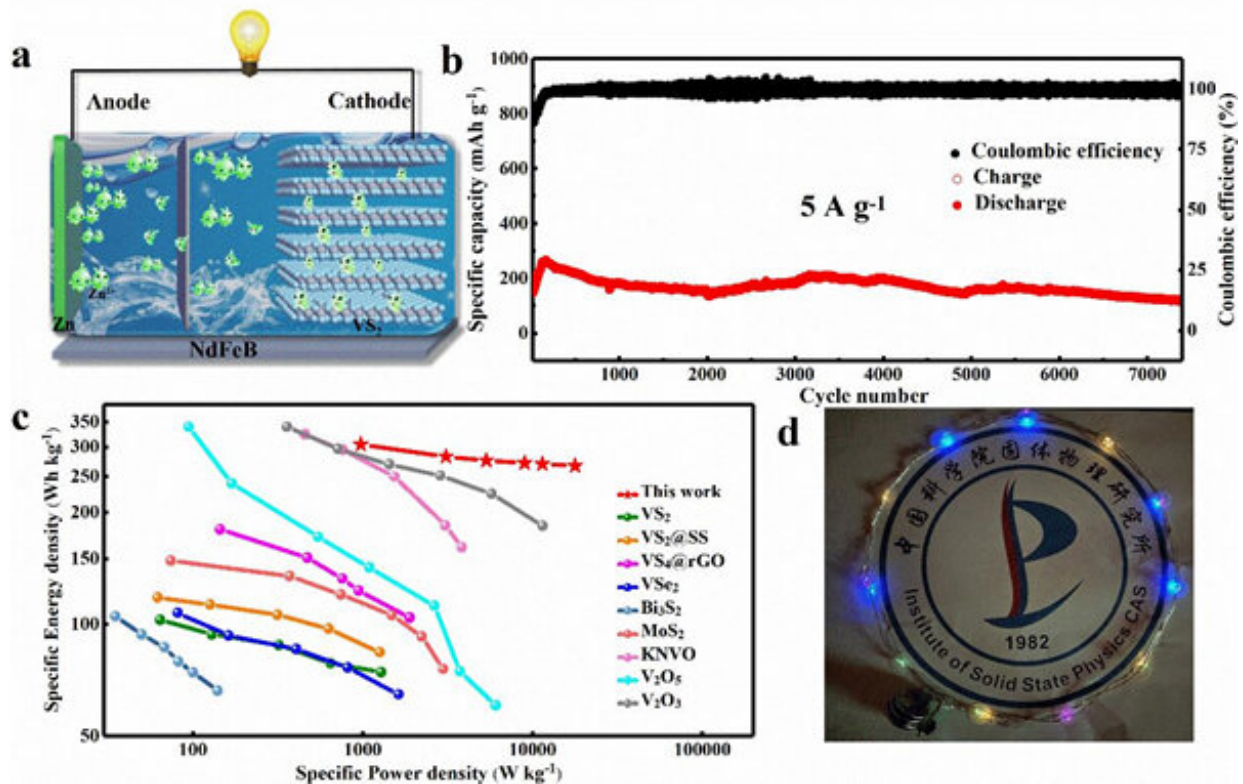 a
Anode
Cathode
Zn²⁺
Zn
VS₂
NdFeB
b
1000
800
600
400
200
0
Specific capacity (mAh g⁻¹)
100
75
50
25
0
Coulombic efficiency (%)
Coulombic efficiency
Charge
Discharge
5 A g⁻¹
1000 2000 3000 4000 5000 6000 7000
Cycle number
c
350
300
250
200
150
100
50
Specific Energy density (Wh kg⁻¹)
This work
VS₂
VS₂@SS
VS₄@rGO
VSe₂
Bi₃S₂
MoS₂
KNVO
V₂O₅
V₂O₃
100 1000 10000 100000
Specific Power density (W kg⁻¹)
d
中国科学院固体物理研究所
1982
Institute of Solid State Physics CAS